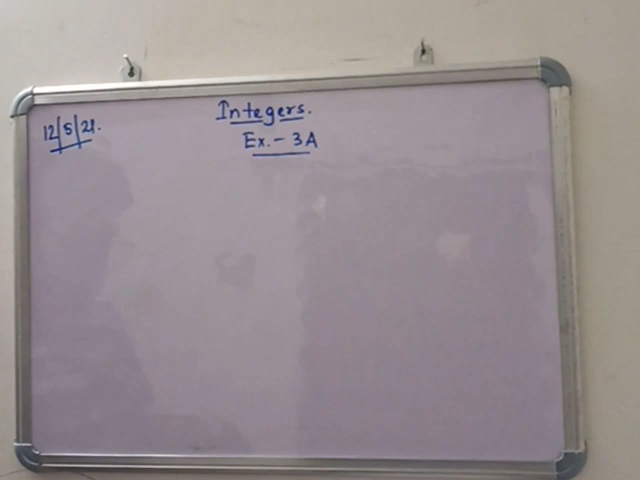 Integers.
12/5/21.
Ex.- 3A